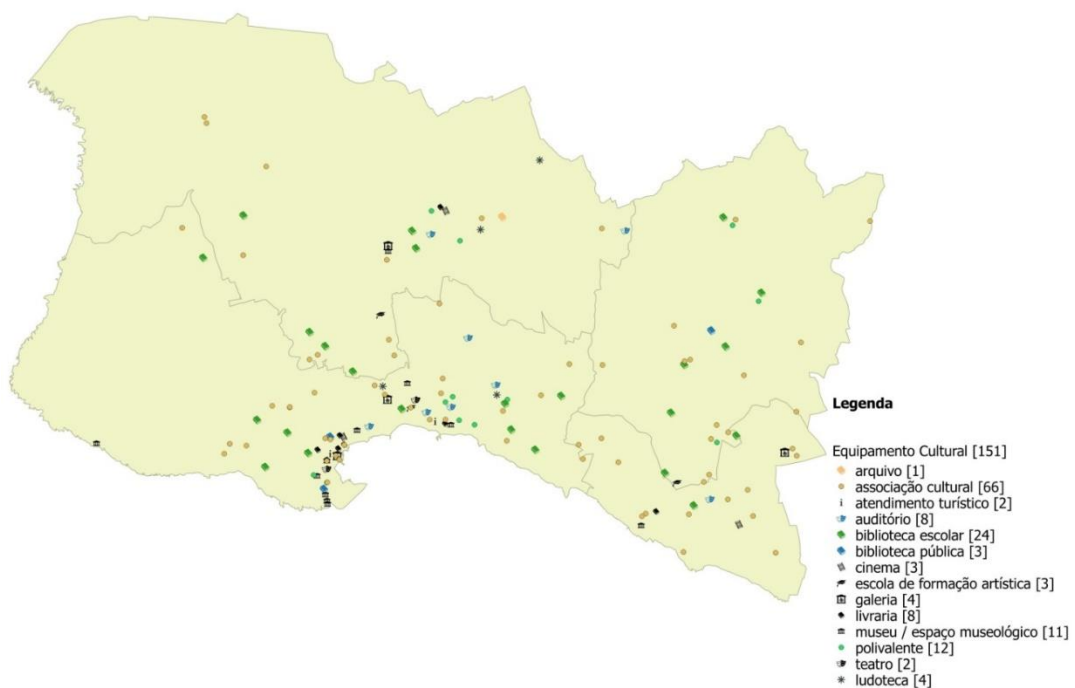 Legenda
Equipamento Cultural [151]
arquivo [1]
associação cultural [66]
atendimento turístico [2]
auditório [8]
biblioteca escolar [24]
biblioteca pública [3]
cinema [3]
escola de formação artística [3]
galeria [4]
livraria [8]
museu / espaço museológico [11]
polivalente [12]
teatro [2]
ludoteca [4]